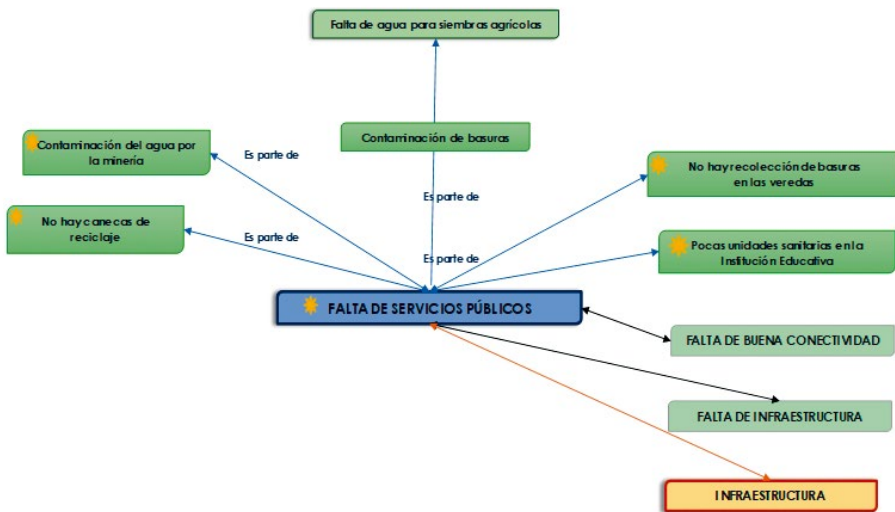 Falta de agua para siembras agrícolas
Contaminación del agua por
la minería
Es parte de
Contaminación de basuras
No hay recolección de basuras
en las veredas
Es parte de
No hay canecas de
reciclaje
Es parte de
Es parte de
Pocas unidades sanitarias en la
Institución Educativa
FALTA DE SERVICIOS PÚBLICOS
FALTA DE BUENA CONECTIVIDAD
FALTA DE INFRAESTRUCTURA
INFRAESTRUCTURA